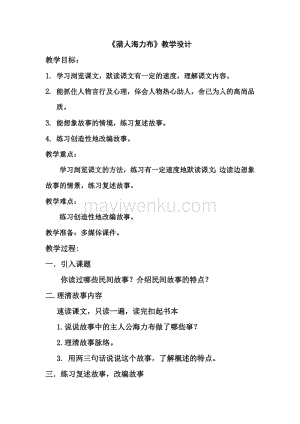 《猎人海力布》教学设计
教学目标：
1. 学习浏览课文，默读课文有一定的速度，理解课文内容。
2. 能抓住人物言行及心理，体会人物热心助人，舍己为人的高尚品
质。
3. 能想象故事的情境，练习复述故事。
4. 练习创造性地改编故事。
教学重点：
学习浏览课文的方法，练习有一定速度地默读课文，边读边想象
故事的情景，练习复述故事。
教学难点：
练习创造性地改编故事。
教学准备：多媒体课件。
教学过程：
一．引入课题
你读过哪些民间故事？介绍民间故事的特点？
二．理清故事内容
速读课文，只读一遍，读完扣起书本
1.说说故事中的主人公海力布做了哪些事？
2.理清故事脉络。
3．用两三句话说说这个故事，了解概述的特点。
三．练习复述故事，改编故事
mayiwenku.com